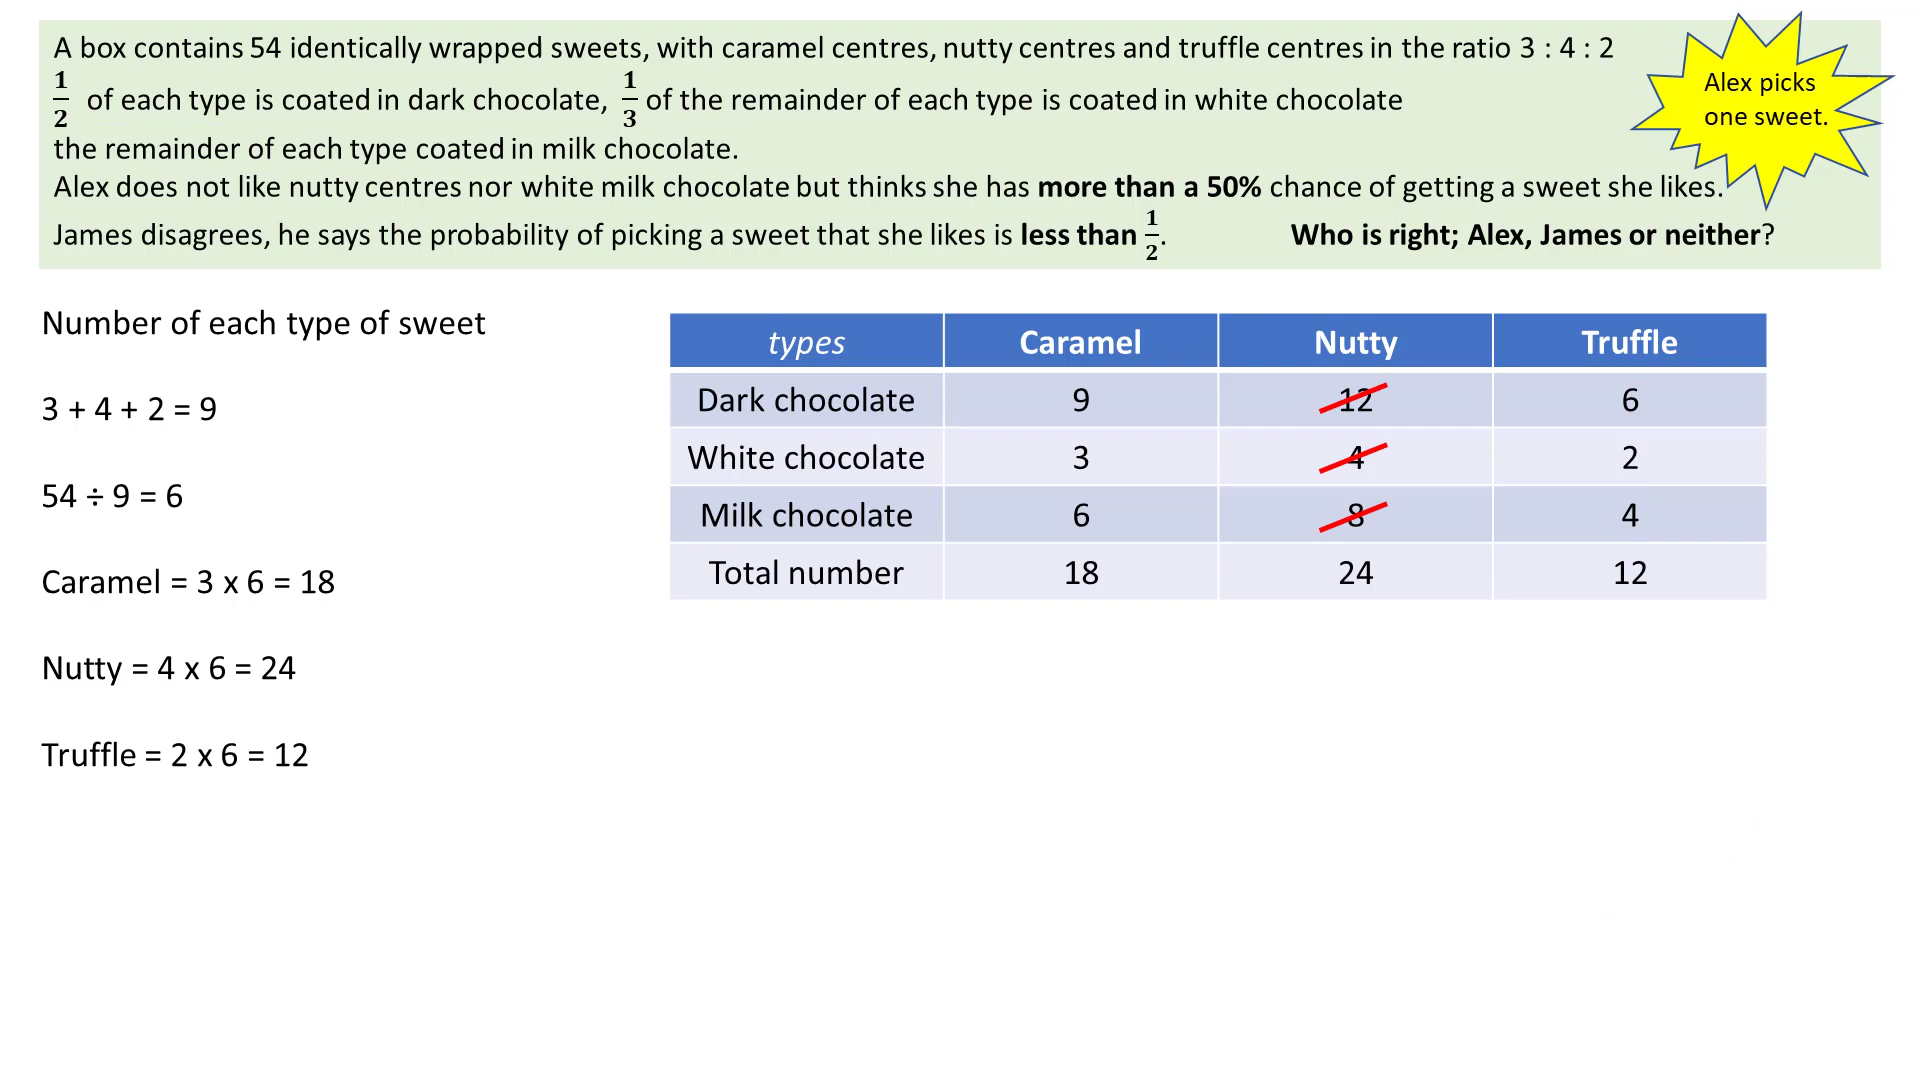 A box contains 54 identically wrapped sweets, with caramel centres, nutty centres and truffle centres in the ratio 3 : 4 : 2
1/2 of each type is coated in dark chocolate, 1/3 of the remainder of each type is coated in white chocolate
the remainder of each type coated in milk chocolate.
Alex does not like nutty centres nor white milk chocolate but thinks she has more than a 50% chance of getting a sweet she likes.
James disagrees, he says the probability of picking a sweet that she likes is less than 1/2. Who is right; Alex, James or neither?
Alex picks
one sweet.
Number of each type of sweet
3 + 4 + 2 = 9
54 ÷ 9 = 6
Caramel = 3 x 6 = 18
Nutty = 4 x 6 = 24
Truffle = 2 x 6 = 12
types Caramel Nutty Truffle
Dark chocolate 9 12 6
White chocolate 3 4 2
Milk chocolate 6 8 4
Total number 18 24 12